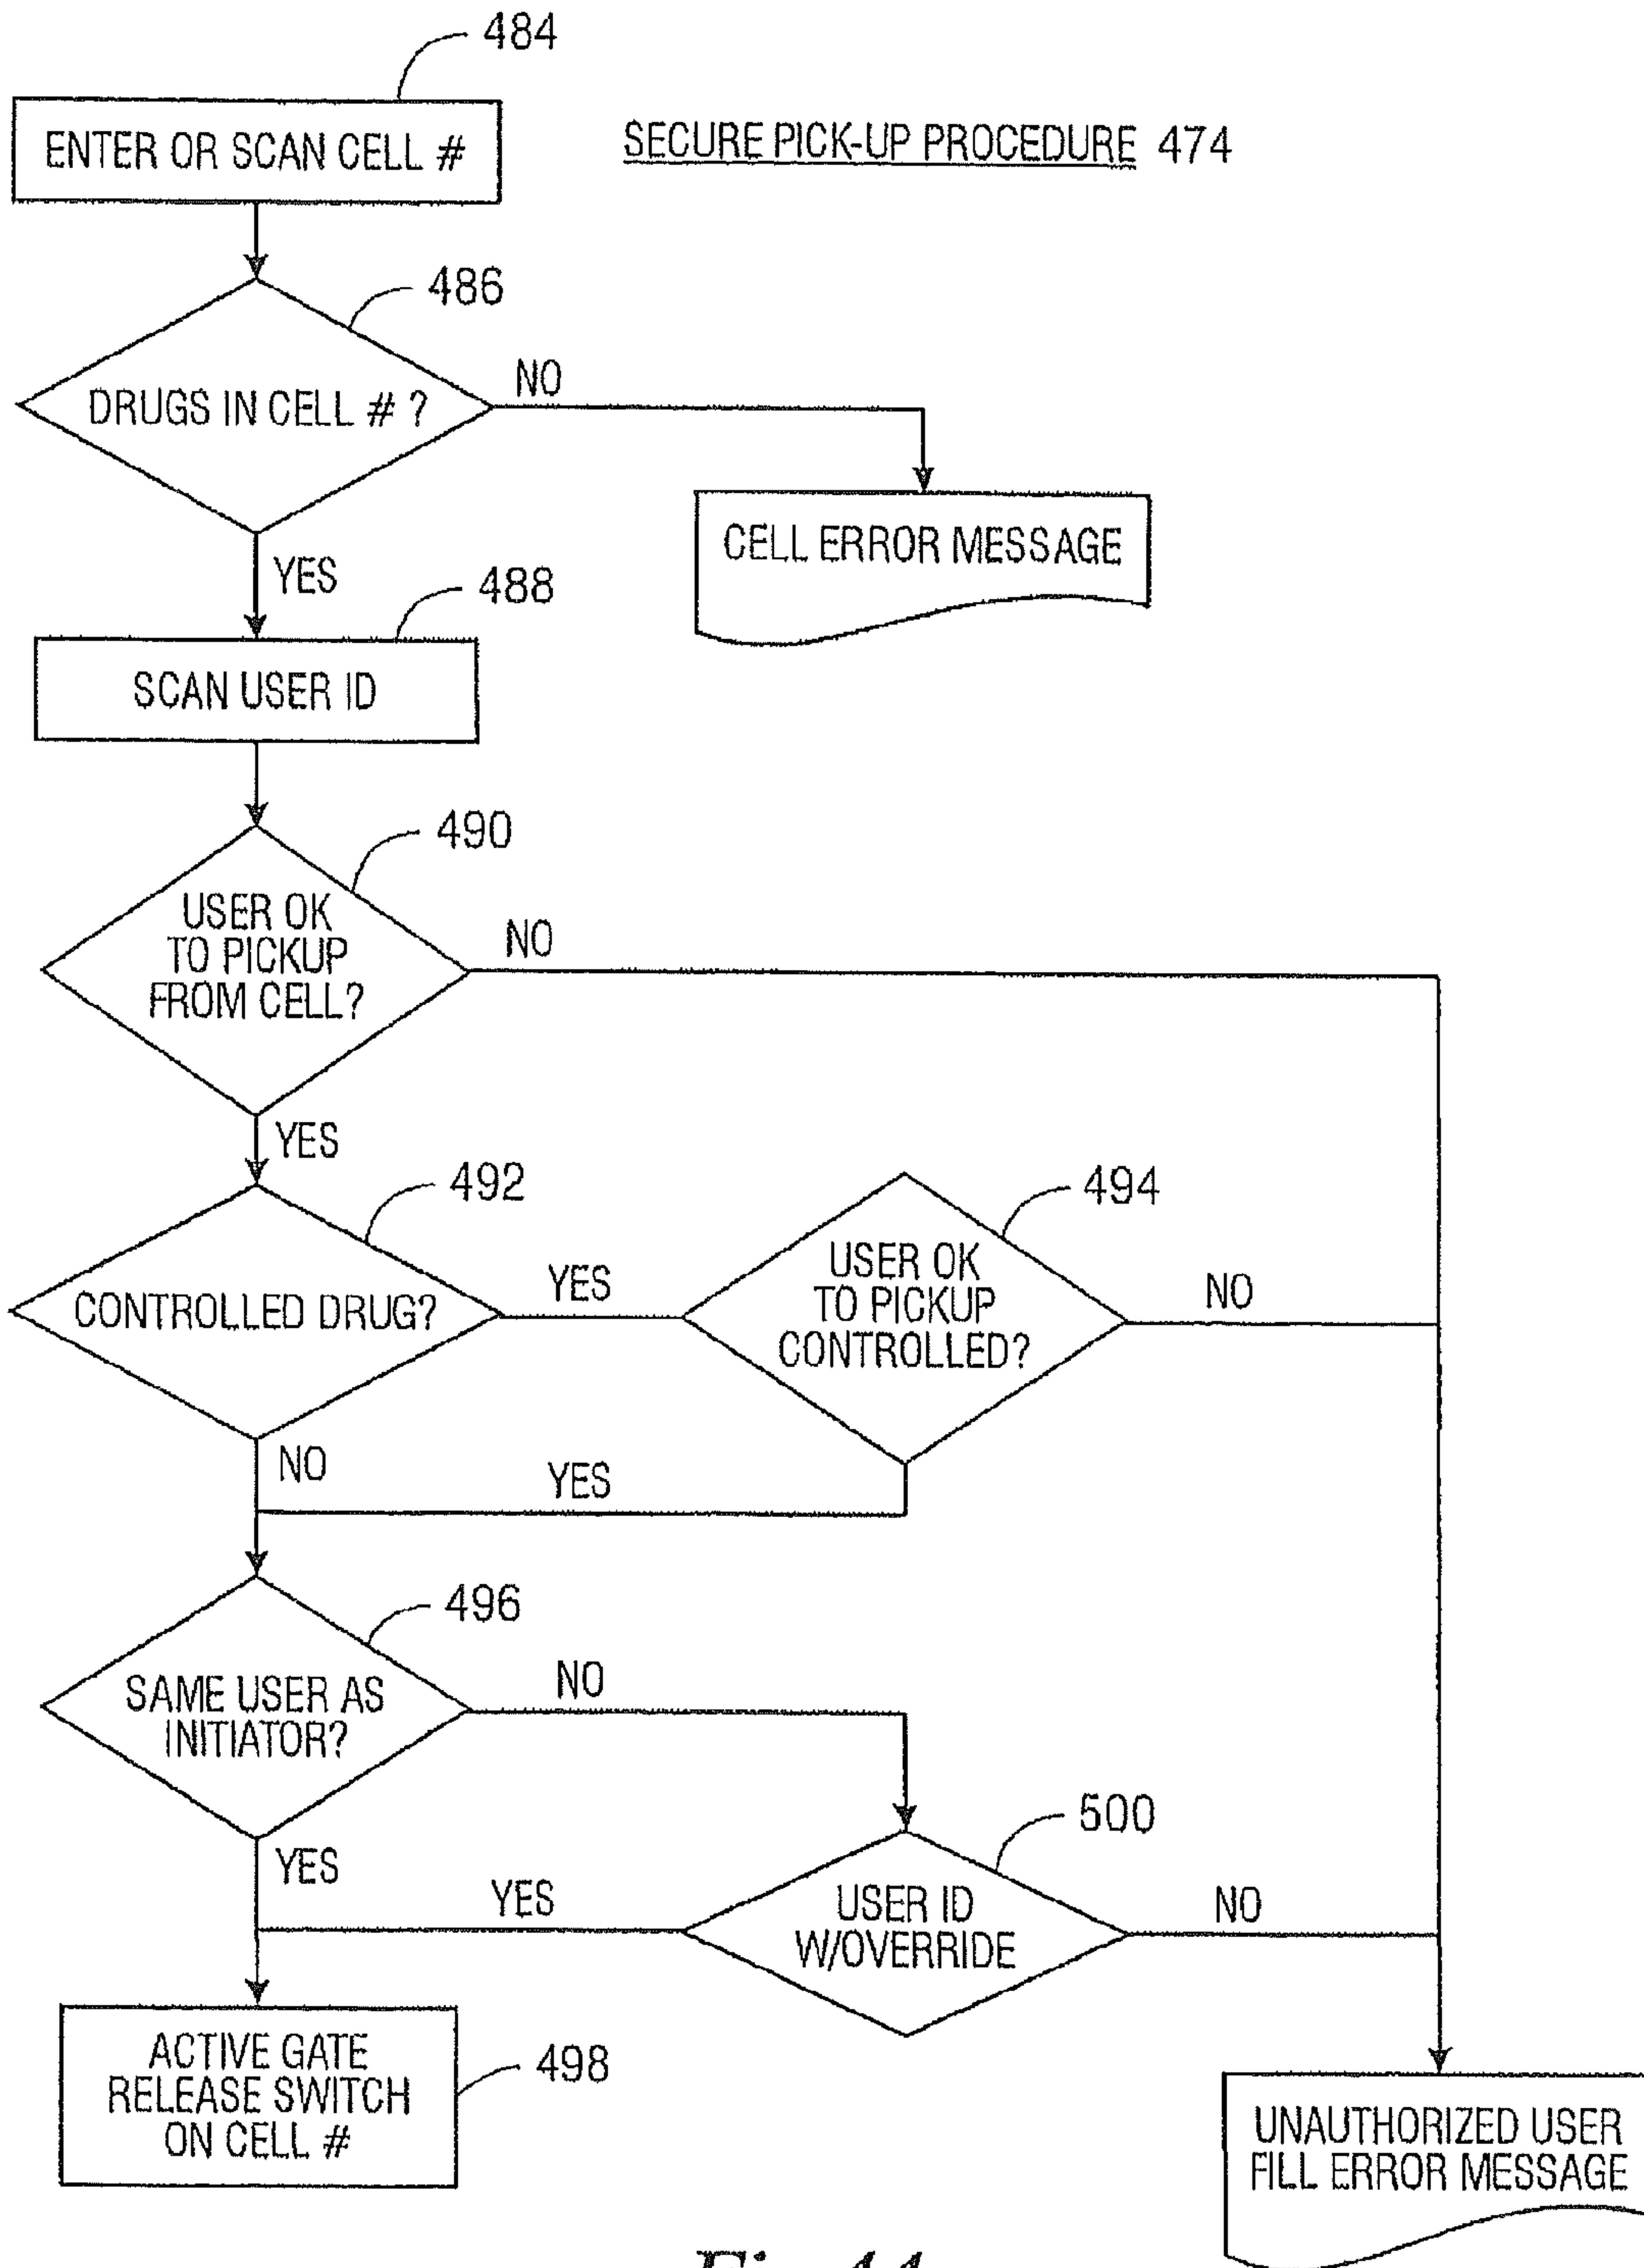 484
ENTER OR SCAN CELL #
SECURE PICK-UP PROCEDURE 474
486
DRUGS IN CELL # ?
NO
CELL ERROR MESSAGE
YES
488
SCAN USER ID
490
USER OK
TO PICKUP
FROM CELL?
NO
YES
492
CONTROLLED DRUG?
YES
494
USER OK
TO PICKUP
CONTROLLED?
NO
NO
YES
496
SAME USER AS
INITIATOR?
NO
YES
500
USER ID
W/OVERRIDE
YES
NO
ACTIVE GATE
RELEASE SWITCH
ON CELL #
498
UNAUTHORIZED USER
FILL ERROR MESSAGE